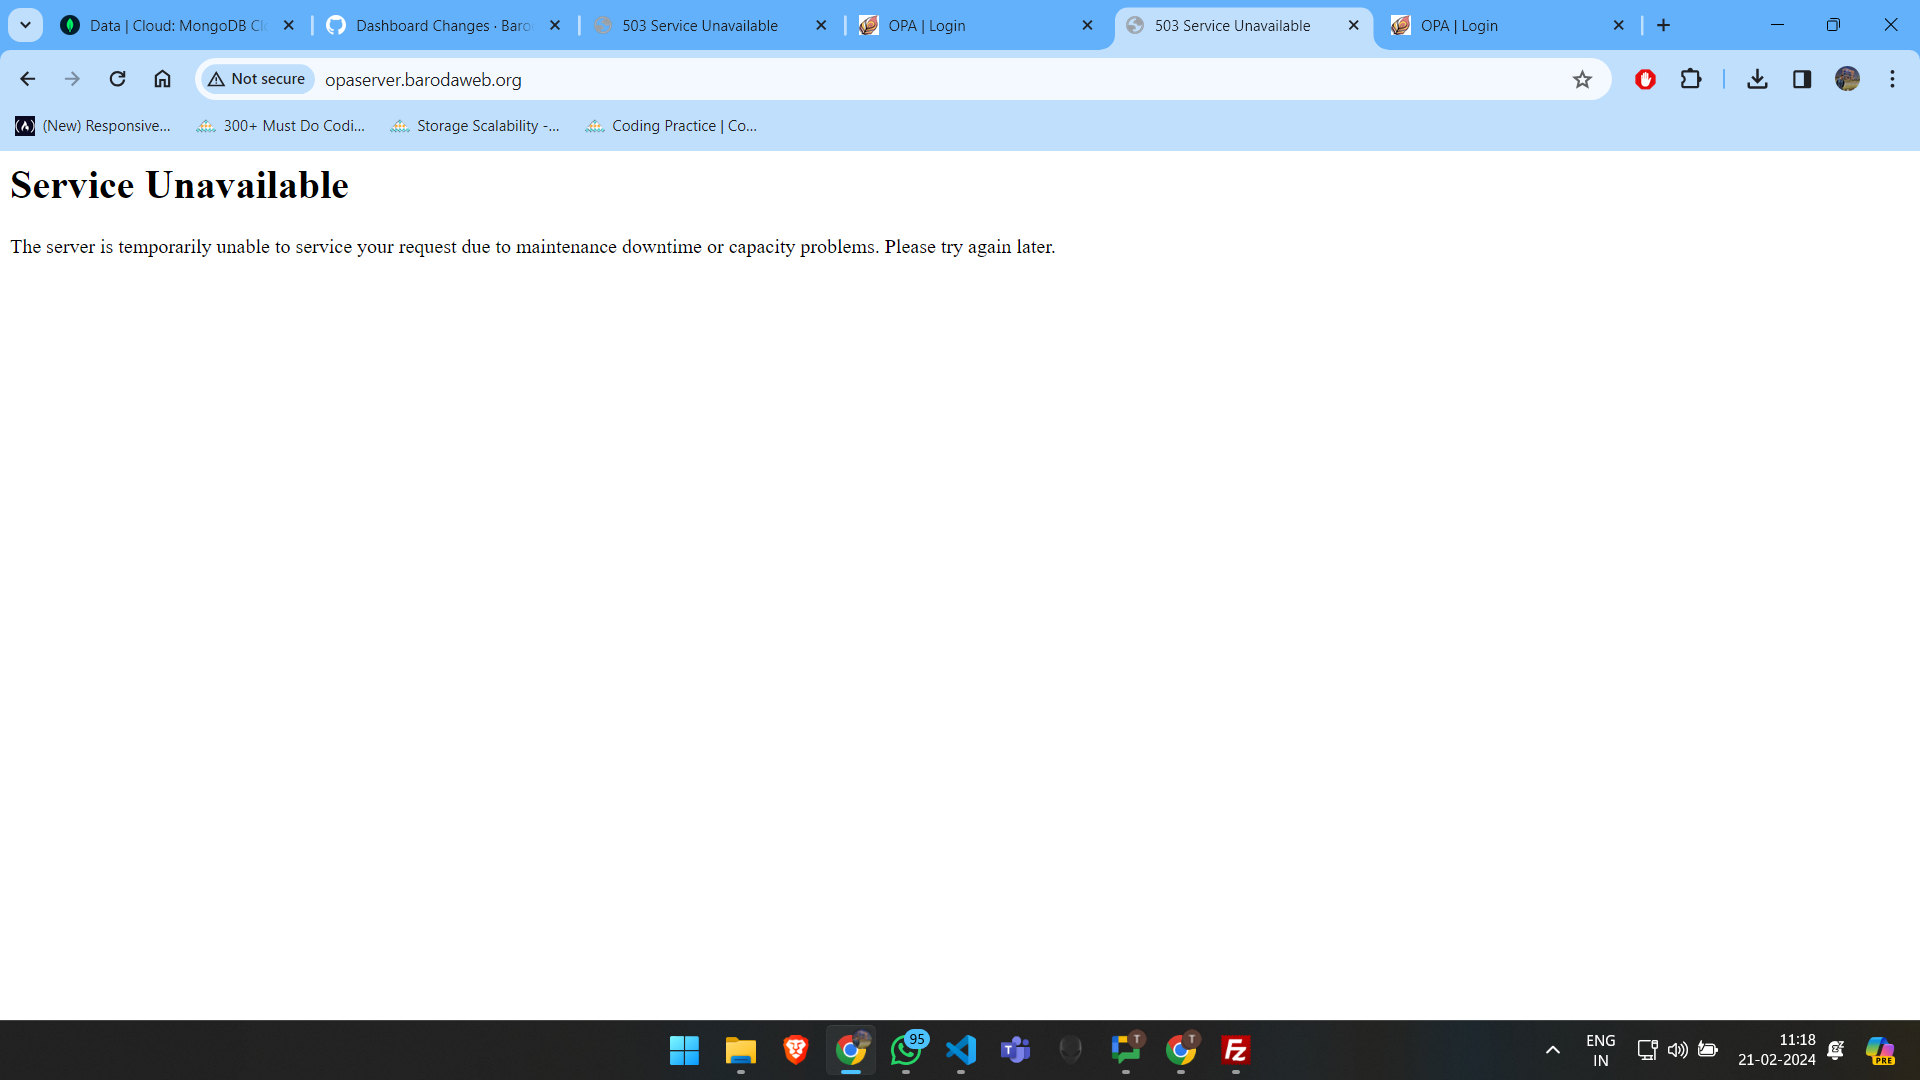 Data | Cloud: MongoDB Clo
Dashboard Changes · Baro
503 Service Unavailable
OPA | Login
503 Service Unavailable
OPA | Login
Not secure
opaserver.barodaweb.org
(New) Responsive...
300+ Must Do Codi...
Storage Scalability -...
Coding Practice | Co...
Service Unavailable
The server is temporarily unable to service your request due to maintenance downtime or capacity problems. Please try again later.
95
T
T
T
Fz
ENG
IN
11:18
21-02-2024
PRE